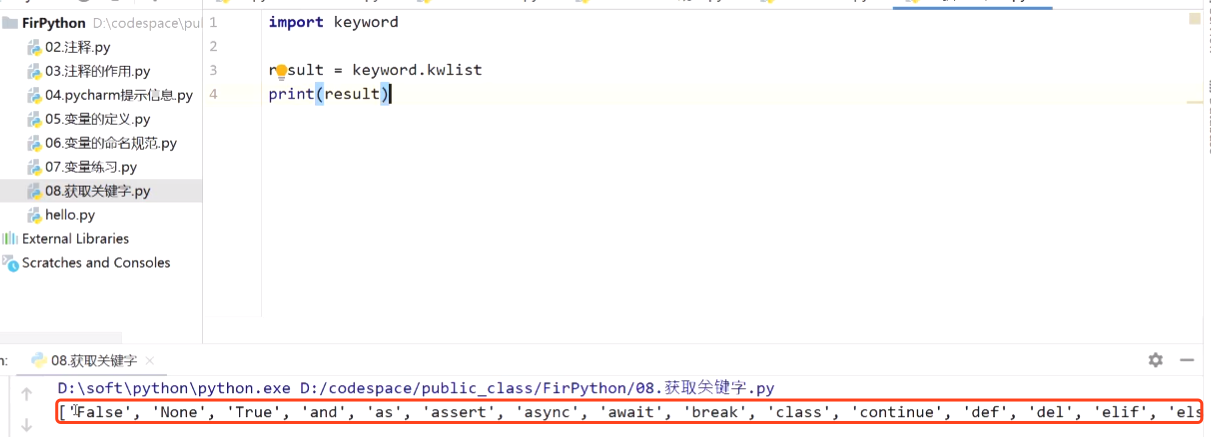 FirPython D:\codespace\pul
02.注释.py
03.注释的作用.py
04.pycharm提示信息.py
05.变量的定义.py
06.变量的命名规范.py
07.变量练习.py
08.获取关键字.py
hello.py
External Libraries
Scratches and Consoles
1 import keyword
2
3 result = keyword.kwlist
4 print(result)
08.获取关键字
D:\soft\python\python.exe D:/codespace/public_class/FirPython/08.获取关键字.py
['False', 'None', 'True', 'and', 'as', 'assert', 'async', 'await', 'break', 'class', 'continue', 'def', 'del', 'elif', 'els